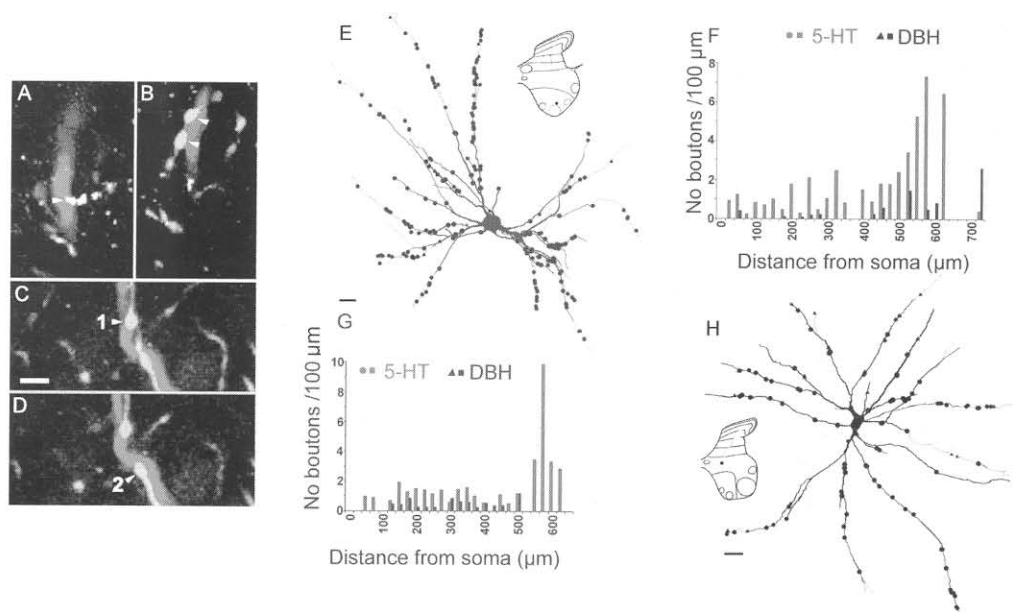 A
B
C
1
D
2
E
F
5-HT DBH
No boutons /100 µm
8
6
4
2
0
0 100 200 300 400 500 600 700
Distance from soma (µm)
G
5-HT DBH
No boutons /100 µm
10
8
6
4
2
0
0 100 200 300 400 500 600
Distance from soma (µm)
H